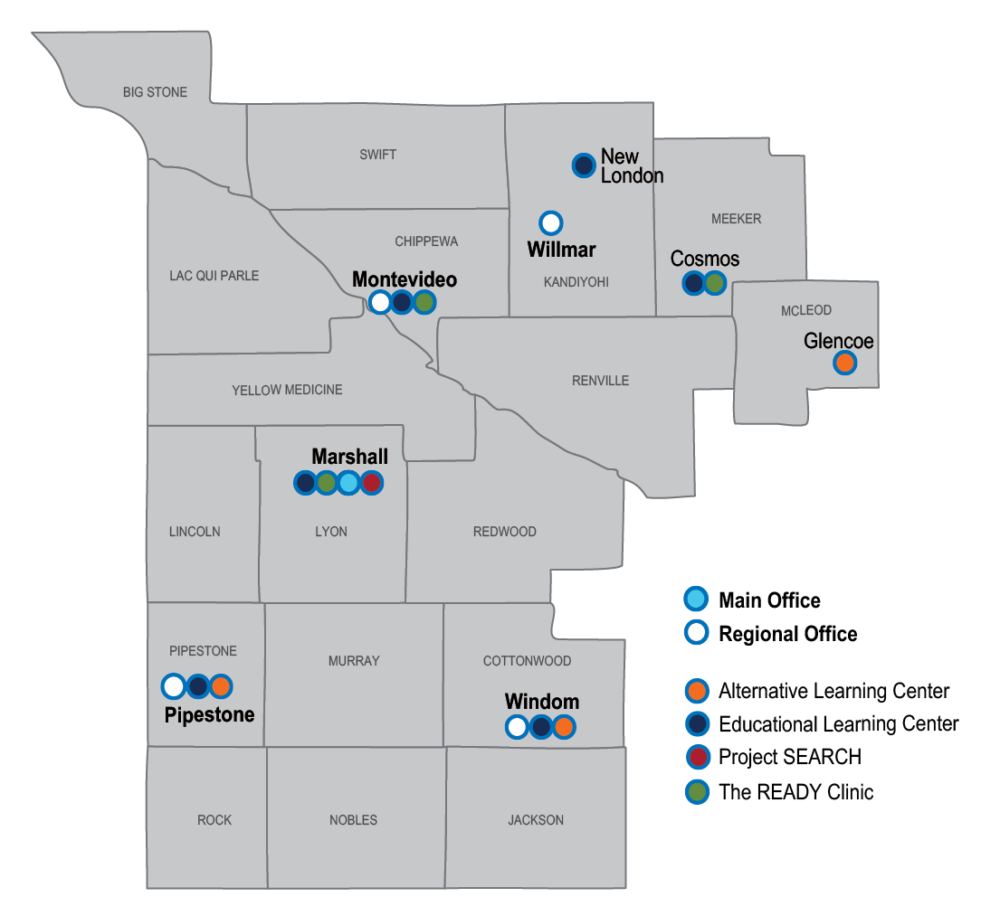 BIG STONE
SWIFT
New
London
MEEKER
Willmar
CHIPPEWA
Cosmos
LAC QUI PARLE
Montevideo
KANDIYOHI
MCLEOD
Glencoe
RENVILLE
YELLOW MEDICINE
Marshall
LINCOLN
LYON
REDWOOD
Main Office
Regional Office
PIPESTONE
MURRAY
COTTONWOOD
Pipestone
Windom
Alternative Learning Center
Educational Learning Center
Project SEARCH
The READY Clinic
ROCK
NOBLES
JACKSON